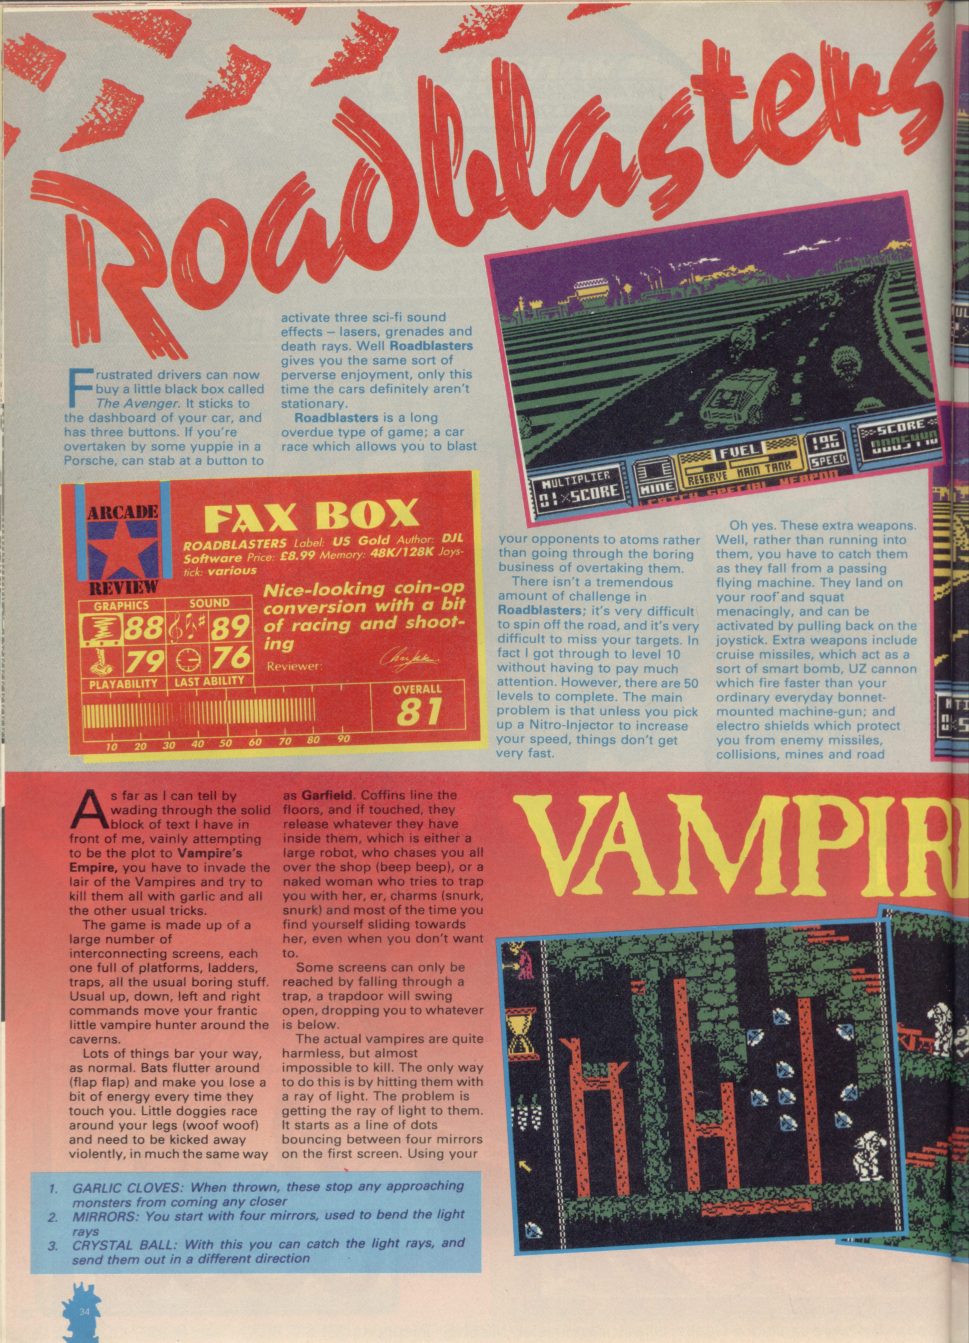 Roadblasters
Frustrated drivers can now
buy a little black box called
The Avenger. It sticks to
the dashboard of your car, and
has three buttons. If you're
overtaken by some yuppie in a
Porsche, can stab at a button to
activate three sci-fi sound
effects – lasers, grenades and
death rays. Well Roadblasters
gives you the same sort of
perverse enjoyment, only this
time the cars definitely aren't
stationary.
Roadblasters is a long
overdue type of game; a car
race which allows you to blast
MULTIPLIER
01×SCORE
MINE
FUEL
RESERVE MAIN TANK
195
SPEED
SCORE
CATCH SPECIAL WEAPON
ARCADE
REVIEW
FAX BOX
ROADBLASTERS Label: US Gold Author: DJL
Software Price: £8.99 Memory: 48K/128K Joys-
tick: various
Nice-looking coin-op
conversion with a bit
of racing and shoot-
ing
Reviewer:
GRAPHICS
SOUND
88
89
79
76
PLAYABILITY
LAST ABILITY
OVERALL
81
10 20 30 40 50 60 70 80 90
your opponents to atoms rather
than going through the boring
business of overtaking them.
There isn't a tremendous
amount of challenge in
Roadblasters; it's very difficult
to spin off the road, and it's very
difficult to miss your targets. In
fact I got through to level 10
without having to pay much
attention. However, there are 50
levels to complete. The main
problem is that unless you pick
up a Nitro-Injector to increase
your speed, things don't get
very fast.
Oh yes. These extra weapons.
Well, rather than running into
them, you have to catch them
as they fall from a passing
flying machine. They land on
your roof and squat
menacingly, and can be
activated by pulling back on the
joystick. Extra weapons include
cruise missiles, which act as a
sort of smart bomb, UZ cannon
which fire faster than your
ordinary everyday bonnet-
mounted machine-gun; and
electro shields which protect
you from enemy missiles,
collisions, mines and road
As far as I can tell by
wading through the solid
block of text I have in
front of me, vainly attempting
to be the plot to Vampire's
Empire, you have to invade the
lair of the Vampires and try to
kill them all with garlic and all
the other usual tricks.
The game is made up of a
large number of
interconnecting screens, each
one full of platforms, ladders,
traps, all the usual boring stuff.
Usual up, down, left and right
commands move your frantic
little vampire hunter around the
caverns.
Lots of things bar your way,
as normal. Bats flutter around
(flap flap) and make you lose a
bit of energy every time they
touch you. Little doggies race
around your legs (woof woof)
and need to be kicked away
violently, in much the same way
as Garfield. Coffins line the
floors, and if touched, they
release whatever they have
inside them, which is either a
large robot, who chases you all
over the shop (beep beep), or a
naked woman who tries to trap
you with her, er, charms (snurk,
snurk) and most of the time you
find yourself sliding towards
her, even when you don't want
to.
Some screens can only be
reached by falling through a
trap, a trapdoor will swing
open, dropping you to whatever
is below.
The actual vampires are quite
harmless, but almost
impossible to kill. The only way
to do this is by hitting them with
a ray of light. The problem is
getting the ray of light to them.
It starts as a line of dots
bouncing between four mirrors
on the first screen. Using your
VAMPIR
1. GARLIC CLOVES: When thrown, these stop any approaching
monsters from coming any closer
2. MIRRORS: You start with four mirrors, used to bend the light
rays
3. CRYSTAL BALL: With this you can catch the light rays, and
send them out in a different direction
34